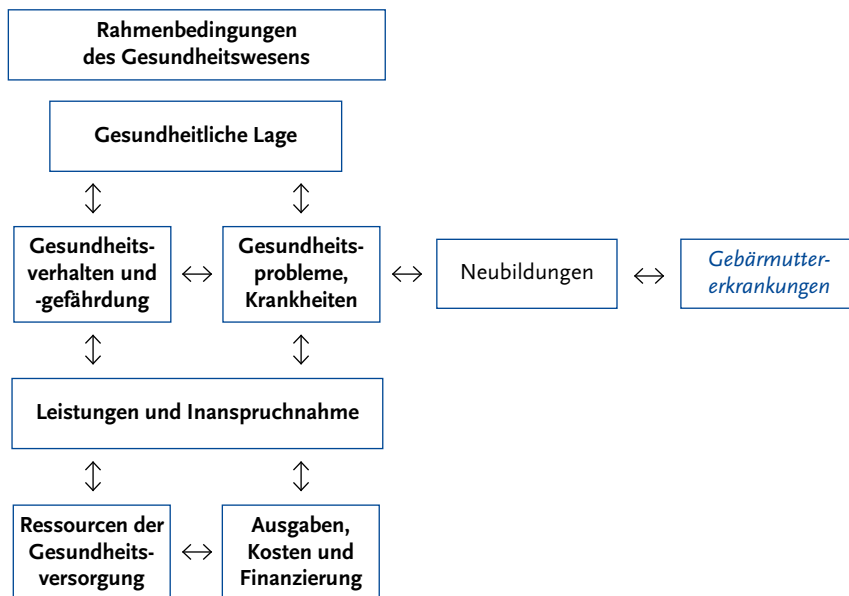 Rahmenbedingungen
des Gesundheitswesens
Gesundheitliche Lage
Gesundheits-
verhalten und
-gefährdung
Gesundheits-
probleme,
Krankheiten
Neubildungen
Gebärmutter-
erkrankungen
Leistungen und Inanspruchnahme
Ressourcen der
Gesundheits-
versorgung
Ausgaben,
Kosten und
Finanzierung